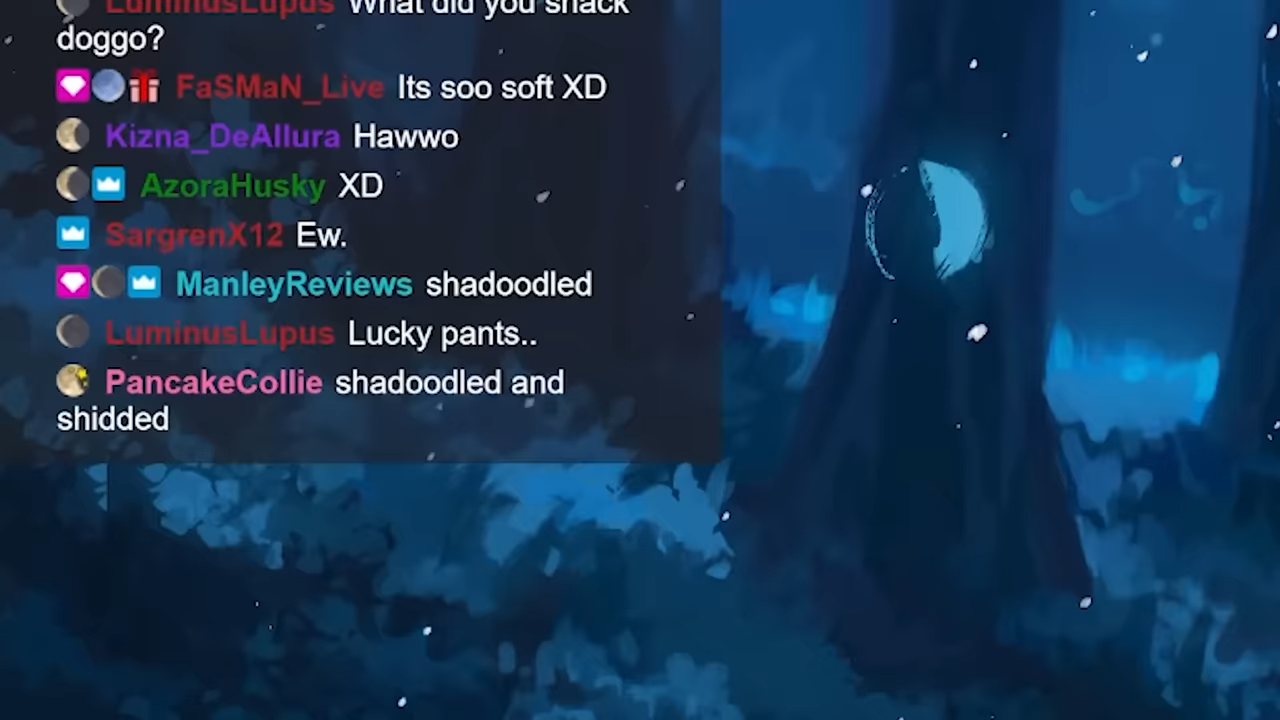 LuminusLupus What did you snack
doggo?
FaSMaN_Live Its soo soft XD
Kizna_DeAllura Hawwo
AzoraHusky XD
SargrenX12 Ew.
ManleyReviews shadoodled
LuminusLupus Lucky pants..
PancakeCollie shadoodled and
shidded